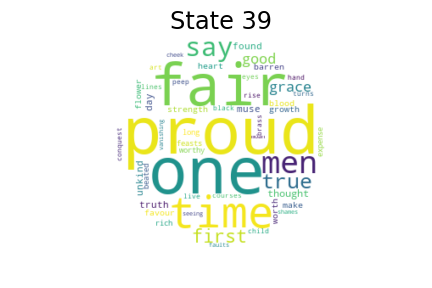 State 39
say found
cheek good
art heart barren
fair
peep eyes hand
lines grace
flower day rise turns
strength black muse blood
growth
proud
long brass
conquest vanishing feasts expense
worthy
one men
unkind beated true
thought
live courses
truth time worth make
favour seeing shames
rich first child
faults